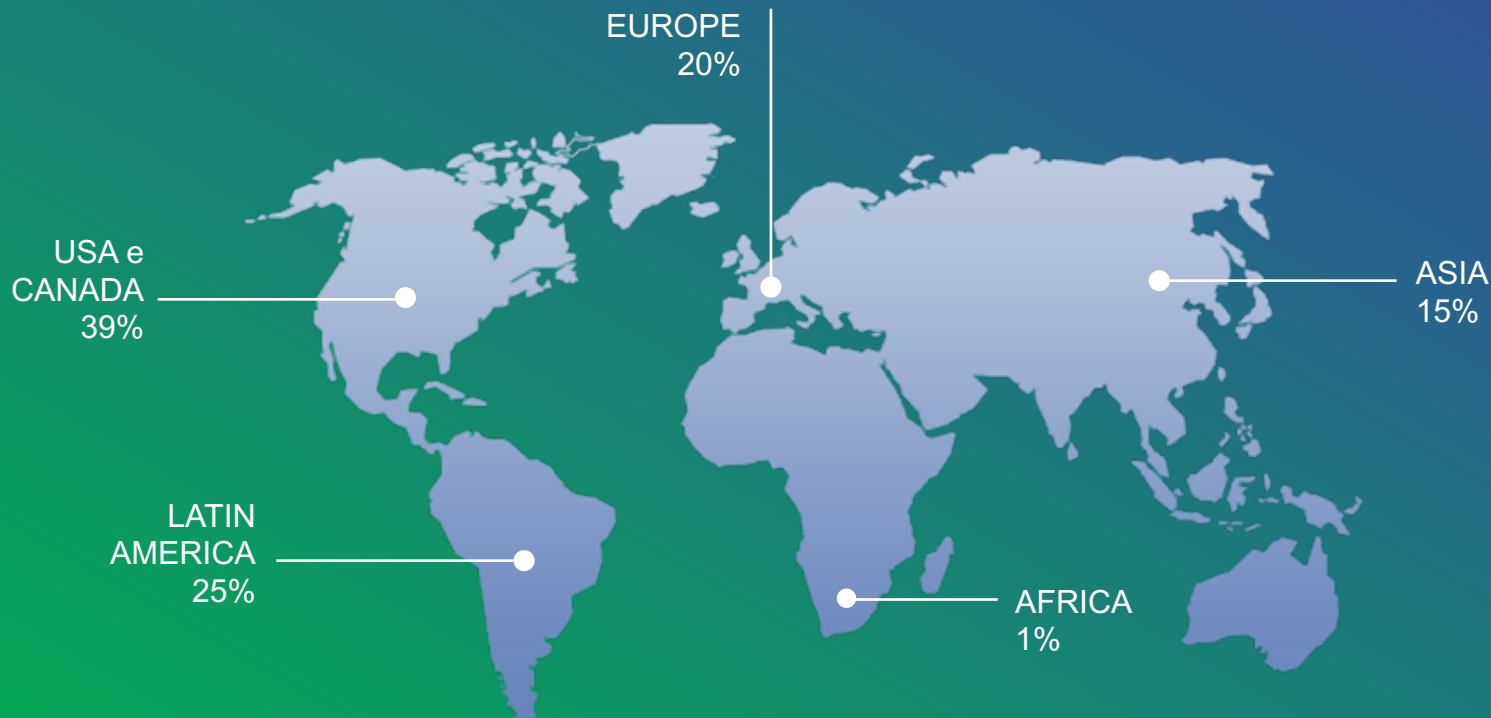 EUROPE
20%
USA e
CANADA
39%
ASIA
15%
LATIN
AMERICA
25%
AFRICA
1%